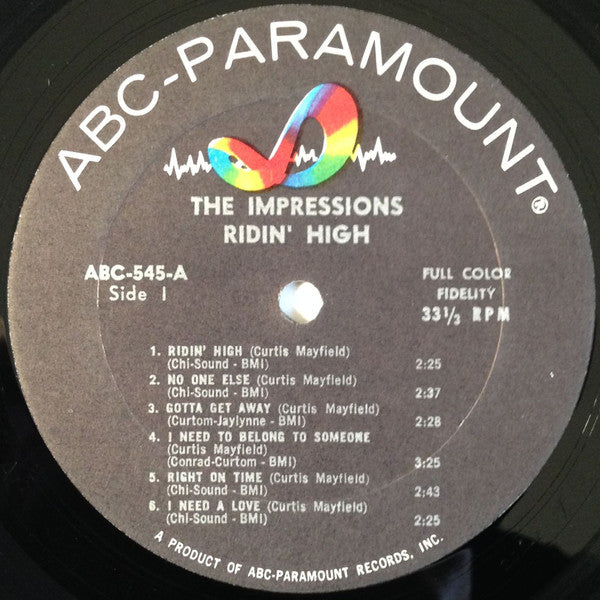 ABC-PARAMOUNT®
THE IMPRESSIONS
RIDIN' HIGH
ABC-545-A
Side 1
FULL COLOR
FIDELITY
33 1/3 RPM
1. RIDIN' HIGH (Curtis Mayfield)
(Chi-Sound - BMI) 2:25
2. NO ONE ELSE (Curtis Mayfield)
(Chi-Sound - BMI) 2:37
3. GOTTA GET AWAY (Curtis Mayfield)
(Curtom-Jaylynne - BMI) 2:28
4. I NEED TO BELONG TO SOMEONE
(Curtis Mayfield)
(Conrad-Curtom - BMI) 3:25
5. RIGHT ON TIME (Curtis Mayfield)
(Chi-Sound - BMI) 2:43
6. I NEED A LOVE (Curtis Mayfield)
(Chi-Sound - BMI) 2:25
A PRODUCT OF ABC-PARAMOUNT RECORDS, INC.